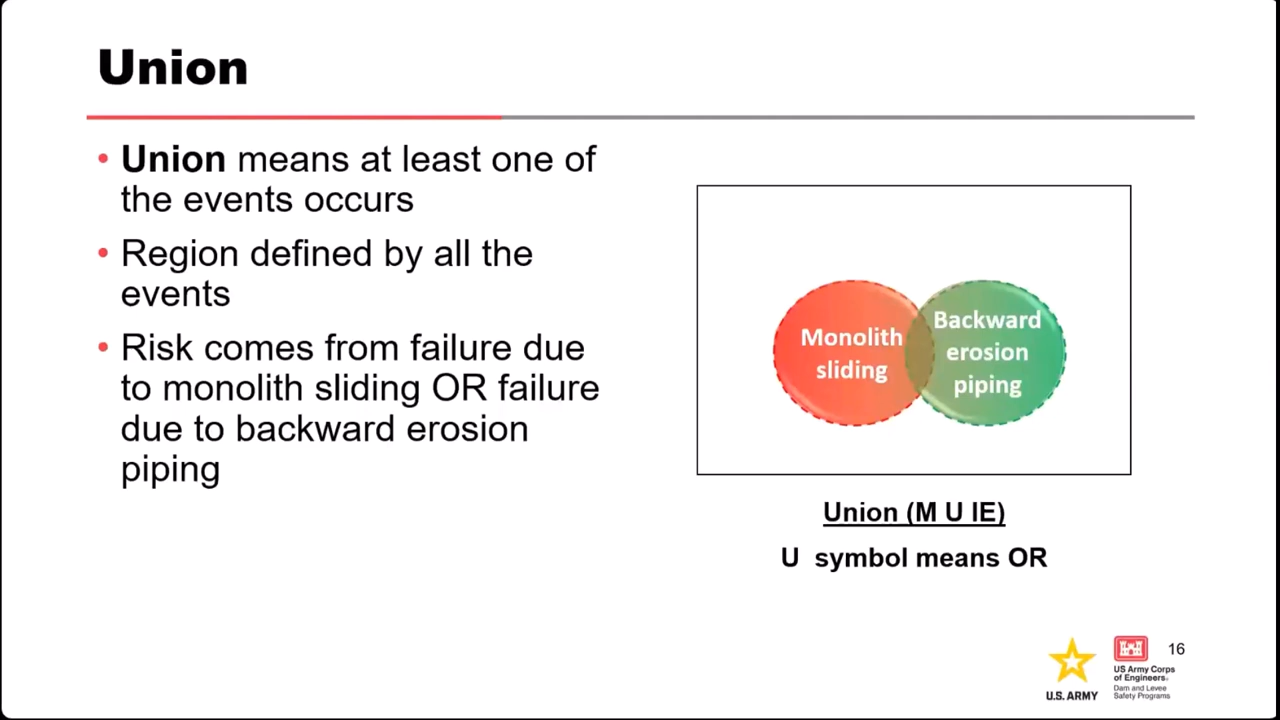 Union
• Union means at least one of
the events occurs
• Region defined by all the
events
• Risk comes from failure due
to monolith sliding OR failure
due to backward erosion
piping
Monolith
sliding
Backward
erosion
piping
Union (M U IE)
U symbol means OR
U.S. ARMY
US Army Corps
of Engineers®
Dam and Levee
Safety Programs
16